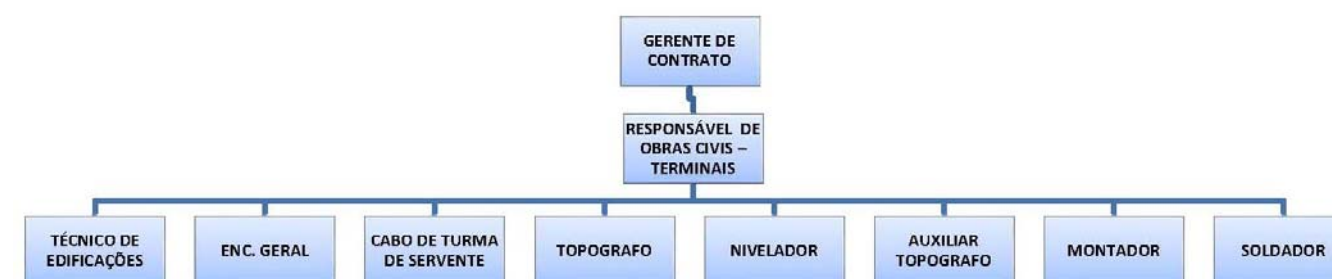 GERENTE DE
CONTRATO
RESPONSÁVEL DE
OBRAS CIVIS –
TERMINAIS
TÉCNICO DE
EDIFICAÇÕES
ENC. GERAL
CABO DE TURMA
DE SERVENTE
TOPOGRAFO
NIVELADOR
AUXILIAR
TOPOGRAFO
MONTADOR
SOLDADOR